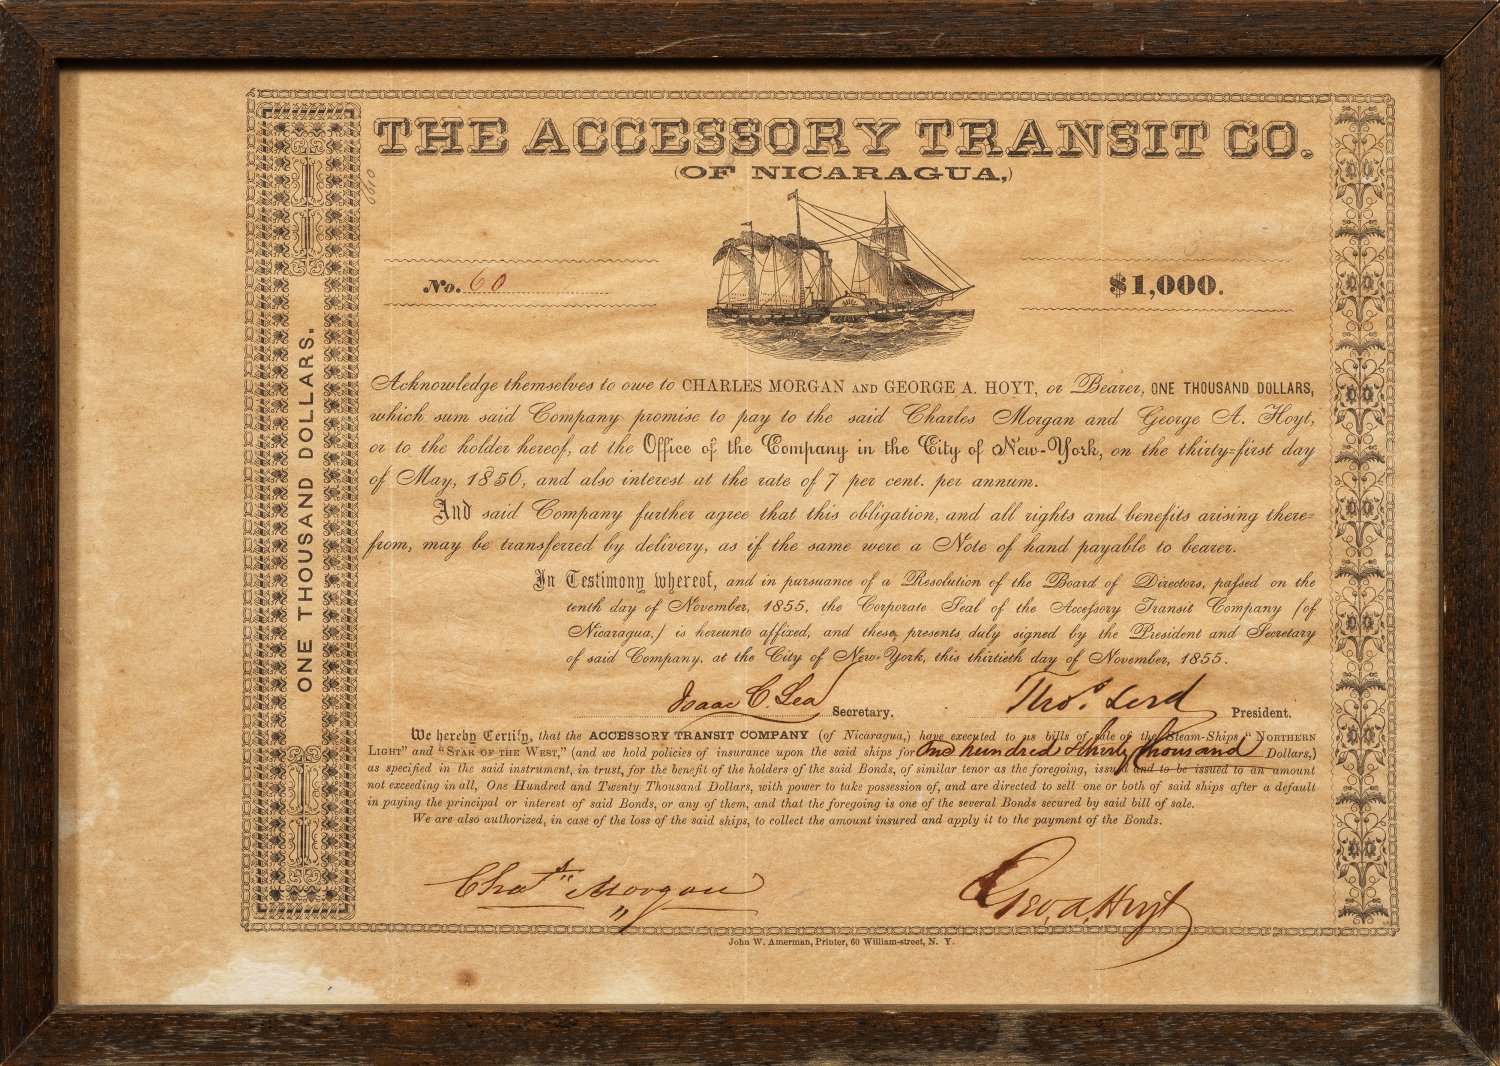 THE ACCESSORY TRANSIT CO.
(OF NICARAGUA,)
0199
No. 60
$1,000.
ONE THOUSAND DOLLARS.
Acknowledge themselves to owe to CHARLES MORGAN AND GEORGE A. HOYT, or Bearer, ONE THOUSAND DOLLARS,
which sum said Company promise to pay to the said Charles Morgan and George A. Hoyt,
or to the holder hereof, at the Office of the Company in the City of New-York, on the thirty-first day
of May, 1856, and also interest at the rate of 7 per cent. per annum.
And said Company further agree that this obligation, and all rights and benefits arising there-
from, may be transferred by delivery, as if the same were a Note of hand payable to bearer.
In Testimony whereof, and in pursuance of a Resolution of the Board of Directors, passed on the
tenth day of November, 1855, the Corporate Seal of the Accessory Transit Company (of
Nicaragua,) is hereunto affixed, and these presents duly signed by the President and Secretary
of said Company, at the City of New-York, this thirtieth day of November, 1855.
Isaac C. Lea Secretary. Thos. Lord President.
We hereby Certify, that the ACCESSORY TRANSIT COMPANY (of Nicaragua,) have executed to us bills of sale of the Steam-Ships "NORTHERN
LIGHT" and "STAR OF THE WEST," (and we hold policies of insurance upon the said ships for One hundred & thirty thousand Dollars,)
as specified in the said instrument, in trust, for the benefit of the holders of the said Bonds, of similar tenor as the foregoing, issued and to be issued to an amount
not exceeding in all, One Hundred and Twenty Thousand Dollars, with power to take possession of, and are directed to sell one or both of said ships after a default
in paying the principal or interest of said Bonds, or any of them, and that the foregoing is one of the several Bonds secured by said bill of sale.
We are also authorized, in case of the loss of the said ships, to collect the amount insured and apply it to the payment of the Bonds.
Chas. Morgan
Geo. A. Hoyt
John W. Amerman, Printer, 60 William-street, N. Y.